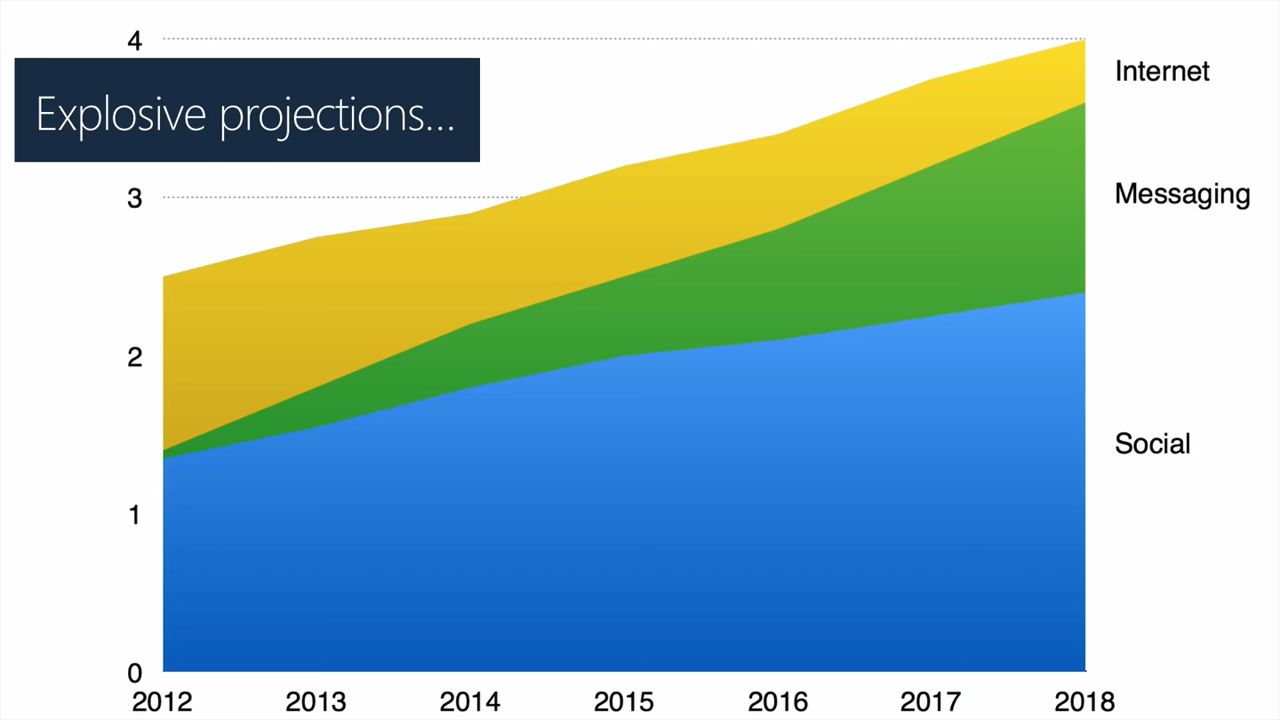 4
Explosive projections...
3
2
1
0
2012 2013 2014 2015 2016 2017 2018
Internet
Messaging
Social